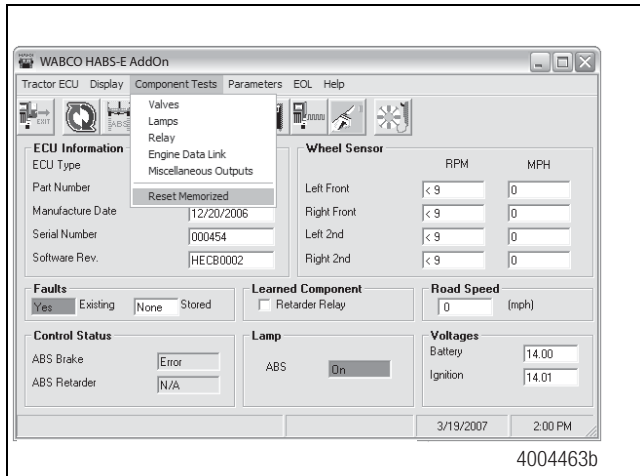 WABCO HABS-E AddOn
Tractor ECU Display Component Tests Parameters EOL Help
Valves
Lamps
Relay
Engine Data Link
Miscellaneous Outputs
Reset Memorized
EXIT
ABS
ECU Information
ECU Type
Part Number
Manufacture Date 12/20/2006
Serial Number 000454
Software Rev. HECB0002
Wheel Sensor
RPM MPH
Left Front < 9 0
Right Front < 9 0
Left 2nd < 9 0
Right 2nd < 9 0
Faults
Yes Existing None Stored
Learned Component
Retarder Relay
Road Speed
0 (mph)
Control Status
ABS Brake Error
ABS Retarder N/A
Lamp
ABS On
Voltages
Battery 14.00
Ignition 14.01
3/19/2007 2:00 PM
4004463b